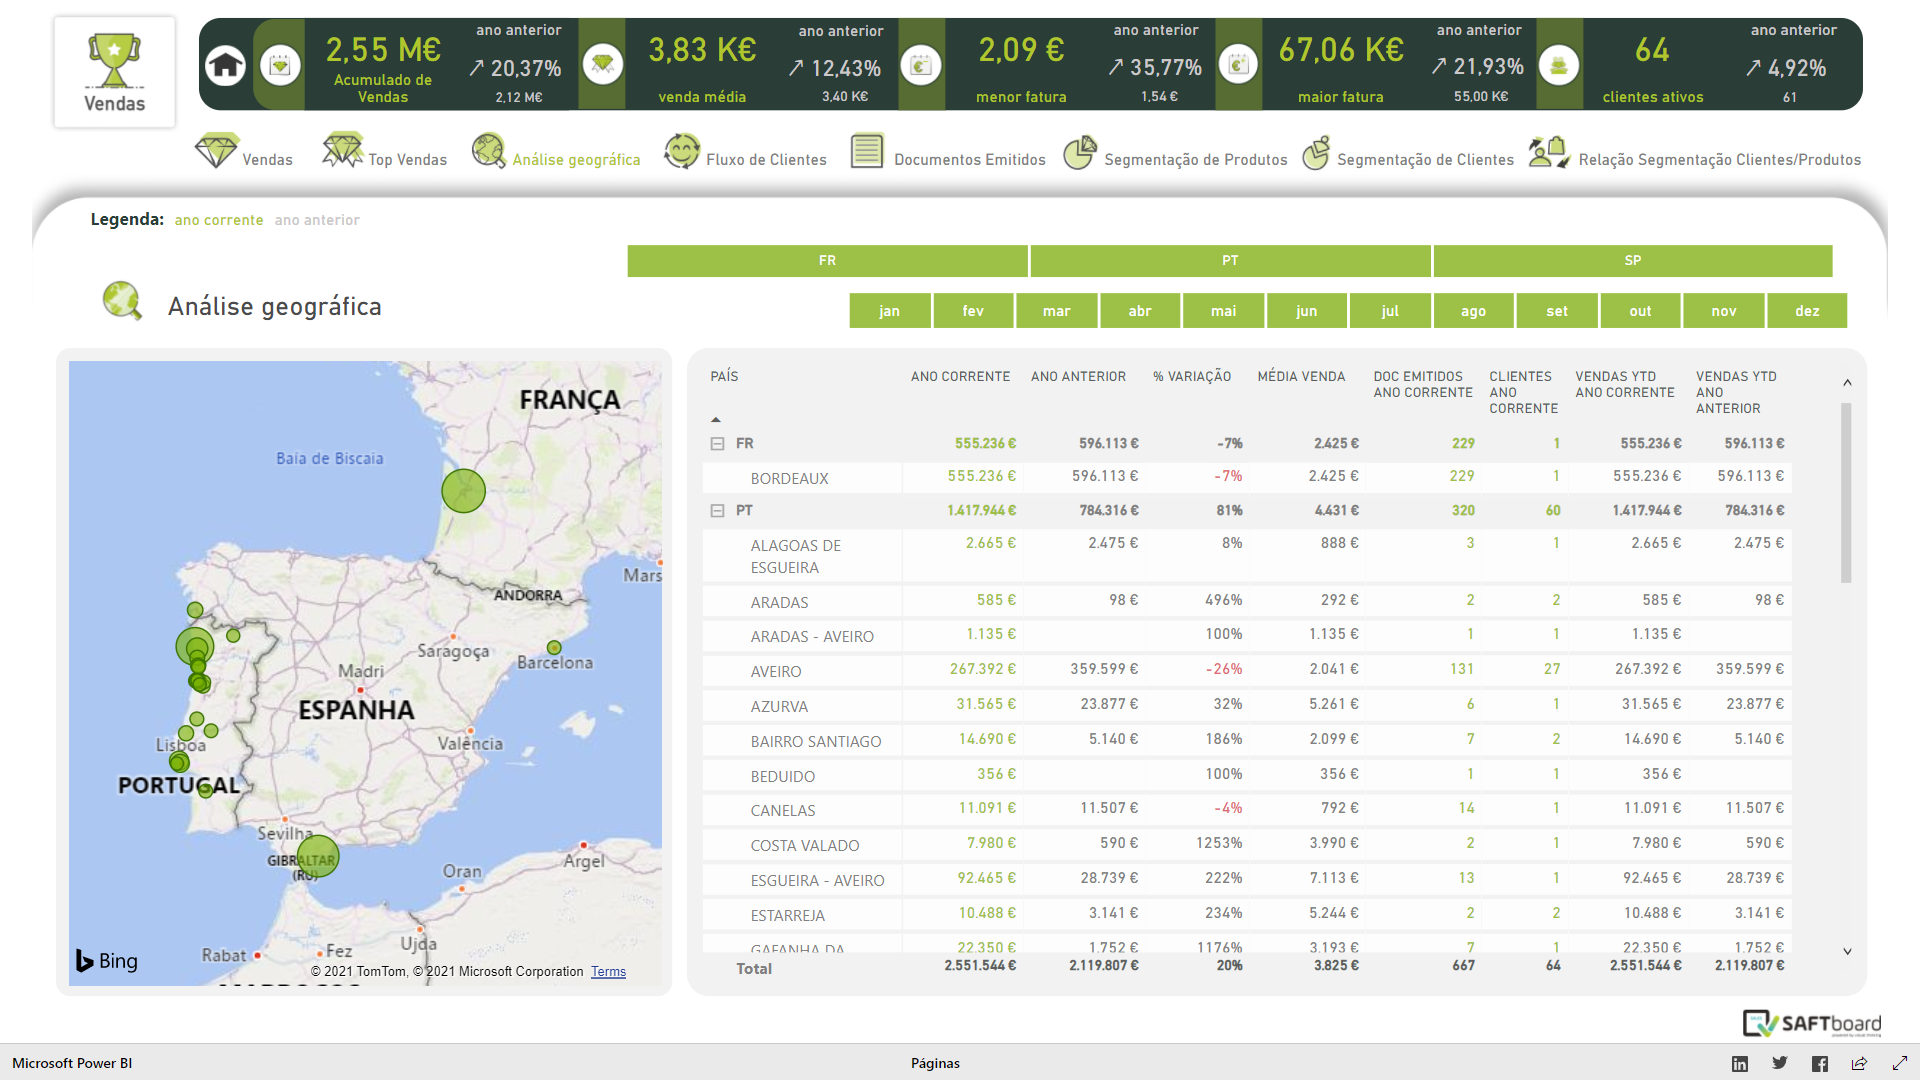 Vendas
2,55 M€
Acumulado de
Vendas
ano anterior
20,37%
2,12 M€
3,83 K€
venda média
ano anterior
12,43%
3,40 K€
2,09 €
menor fatura
ano anterior
35,77%
1,54 €
67,06 K€
maior fatura
ano anterior
21,93%
55,00 K€
64
clientes ativos
ano anterior
4,92%
61
Vendas
Top Vendas
Análise geográfica
Fluxo de Clientes
Documentos Emitidos
Segmentação de Produtos
Segmentação de Clientes
Relação Segmentação Clientes/Produtos
Legenda: ano corrente ano anterior
FR PT SP
Análise geográfica
jan fev mar abr mai jun jul ago set out nov dez
FRANÇA
Baía de Biscaia
Mars
ANDORRA
Saragoça
Barcelona
Madri
ESPANHA
Valência
Lisboa
PORTUGAL
Sevilha
GIBRALTAR
(RU)
Oran
Argel
Rabat
Fez
Ujda
Bing
© 2021 TomTom, © 2021 Microsoft Corporation Terms
PAÍS ANO CORRENTE ANO ANTERIOR % VARIAÇÃO MÉDIA VENDA DOC EMITIDOS ANO CORRENTE CLIENTES ANO CORRENTE VENDAS YTD ANO CORRENTE VENDAS YTD ANO ANTERIOR
FR 555.236 € 596.113 € -7% 2.425 € 229 1 555.236 € 596.113 €
BORDEAUX 555.236 € 596.113 € -7% 2.425 € 229 1 555.236 € 596.113 €
PT 1.417.944 € 784.316 € 81% 4.431 € 320 60 1.417.944 € 784.316 €
ALAGOAS DE ESGUEIRA 2.665 € 2.475 € 8% 888 € 3 1 2.665 € 2.475 €
ARADAS 585 € 98 € 496% 292 € 2 2 585 € 98 €
ARADAS - AVEIRO 1.135 € 100% 1.135 € 1 1 1.135 €
AVEIRO 267.392 € 359.599 € -26% 2.041 € 131 27 267.392 € 359.599 €
AZURVA 31.565 € 23.877 € 32% 5.261 € 6 1 31.565 € 23.877 €
BAIRRO SANTIAGO 14.690 € 5.140 € 186% 2.099 € 7 2 14.690 € 5.140 €
BEDUIDO 356 € 100% 356 € 1 1 356 €
CANELAS 11.091 € 11.507 € -4% 792 € 14 1 11.091 € 11.507 €
COSTA VALADO 7.980 € 590 € 1253% 3.990 € 2 1 7.980 € 590 €
ESGUEIRA - AVEIRO 92.465 € 28.739 € 222% 7.113 € 13 1 92.465 € 28.739 €
ESTARREJA 10.488 € 3.141 € 234% 5.244 € 2 2 10.488 € 3.141 €
GAFANHA DA 22.350 € 1.752 € 1176% 3.193 € 7 1 22.350 € 1.752 €
Total 2.551.544 € 2.119.807 € 20% 3.825 € 667 64 2.551.544 € 2.119.807 €
SAFTboard
Microsoft Power BI
Páginas